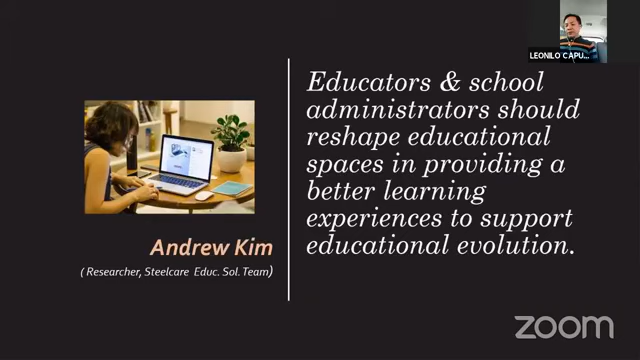 LEONILO CAPU...
Educators & school
administrators should
reshape educational
spaces in providing a
better learning
experiences to support
educational evolution.
Andrew Kim
( Researcher, Steelcare Educ. Sol. Team)
zoom